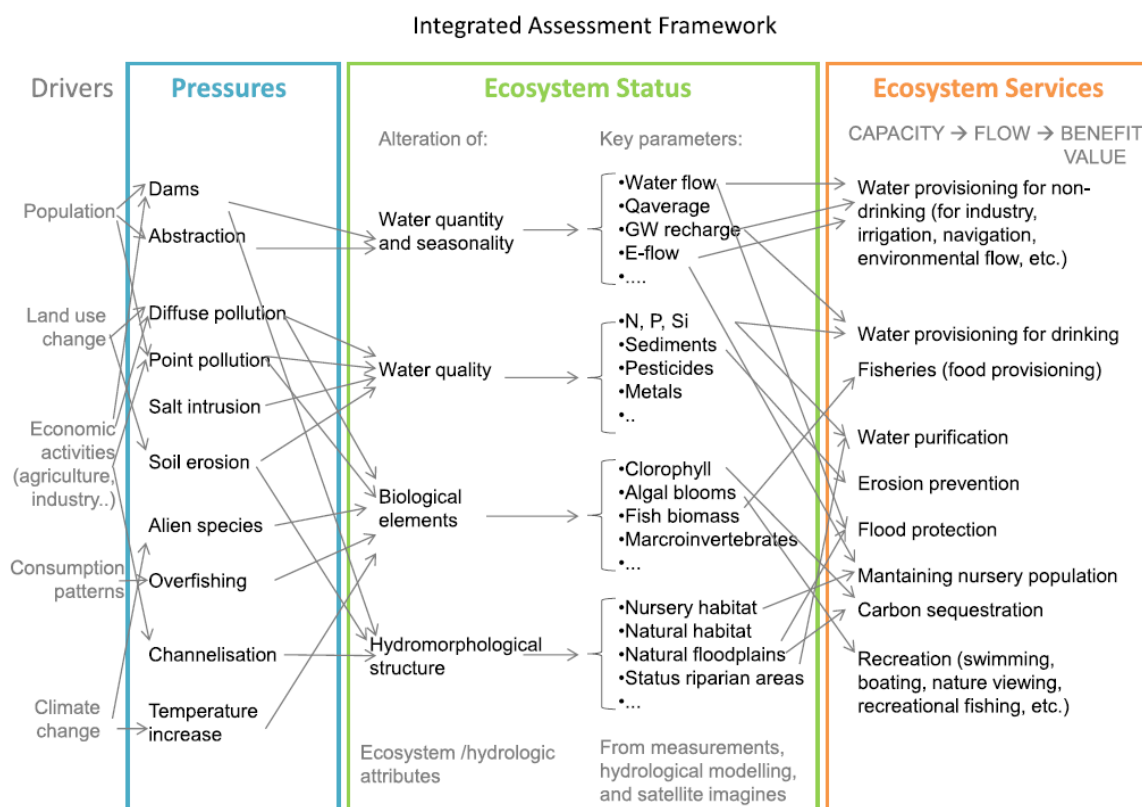 Integrated Assessment Framework
Drivers
Population
Land use
change
Economic
activities
(agriculture,
industry..)
Consumption
patterns
Climate
change
Pressures
Dams
Abstraction
Diffuse pollution
Point pollution
Salt intrusion
Soil erosion
Alien species
Overfishing
Channelisation
Temperature
increase
Ecosystem Status
Alteration of:
Water quantity
and seasonality
Water quality
Biological
elements
Hydromorphological
structure
Ecosystem /hydrologic
attributes
Key parameters:
•Water flow
•Qaverage
•GW recharge
•E-flow
•....
•N, P, Si
•Sediments
•Pesticides
•Metals
•..
•Clorophyll
•Algal blooms
•Fish biomass
•Marcroinvertebrates
•...
•Nursery habitat
•Natural habitat
•Natural floodplains
•Status riparian areas
•...
From measurements,
hydrological modelling,
and satellite imagines
Ecosystem Services
CAPACITY → FLOW → BENEFIT
VALUE
Water provisioning for non-
drinking (for industry,
irrigation, navigation,
environmental flow, etc.)
Water provisioning for drinking
Fisheries (food provisioning)
Water purification
Erosion prevention
Flood protection
Mantaining nursery population
Carbon sequestration
Recreation (swimming,
boating, nature viewing,
recreational fishing, etc.)